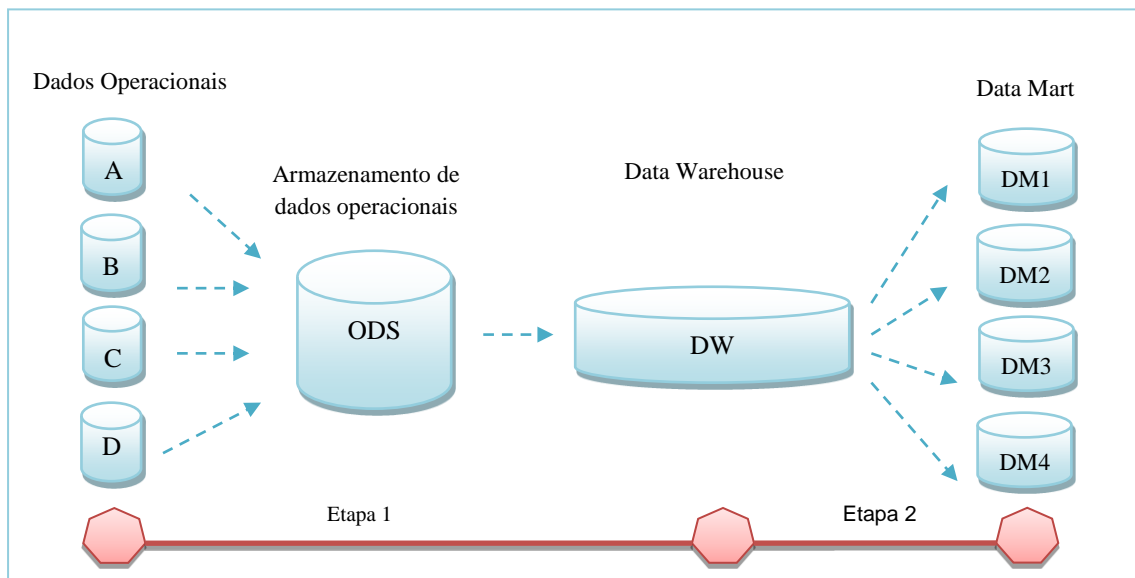 Dados Operacionais
A
B
C
D
Armazenamento de
dados operacionais
ODS
Data Warehouse
DW
Data Mart
DM1
DM2
DM3
DM4
Etapa 1
Etapa 2